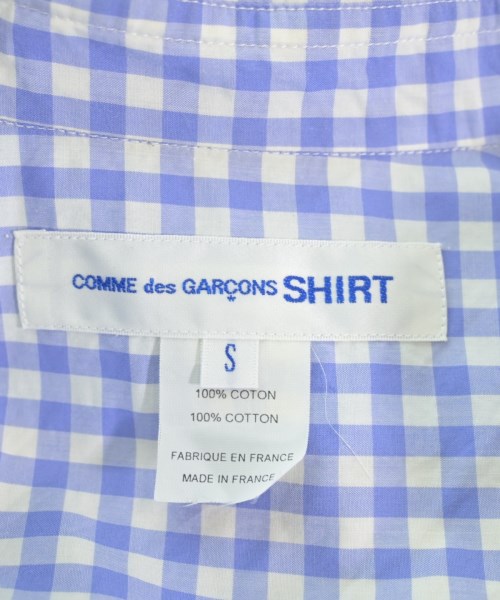 COMME des GARÇONS SHIRT
S
100% COTON
100% COTTON
FABRIQUE EN FRANCE
MADE IN FRANCE